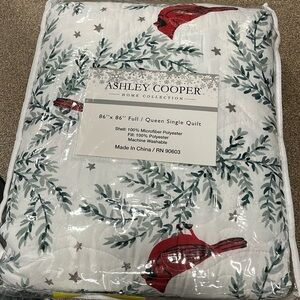 ASHLEY COOPER
HOME COLLECTION
86"x 86" Full / Queen Single Quilt
Shell: 100% Microfiber Polyester
Fill: 100% Polyester
Machine Washable
Made In China / RN 90603